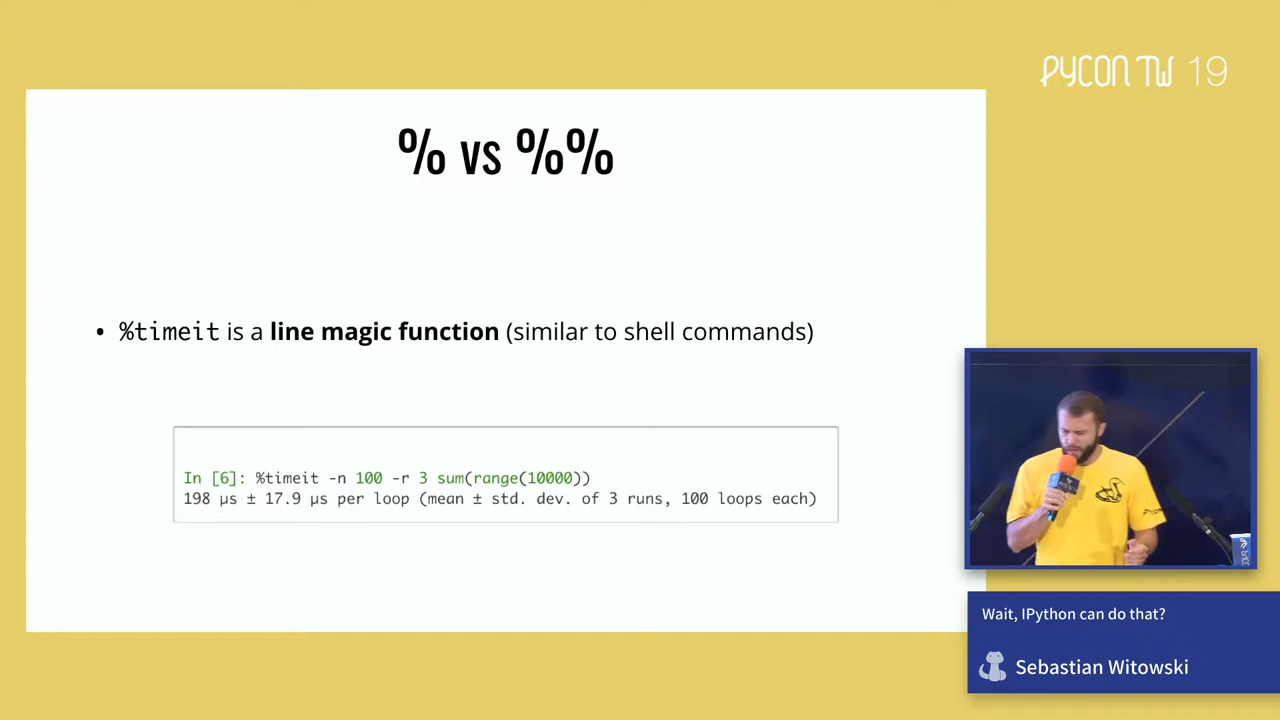 PYCON TW 19
% vs %%
• %timeit is a line magic function (similar to shell commands)
In [6]: %timeit -n 100 -r 3 sum(range(10000))
198 µs ± 17.9 µs per loop (mean ± std. dev. of 3 runs, 100 loops each)
Wait, IPython can do that?
Sebastian Witowski